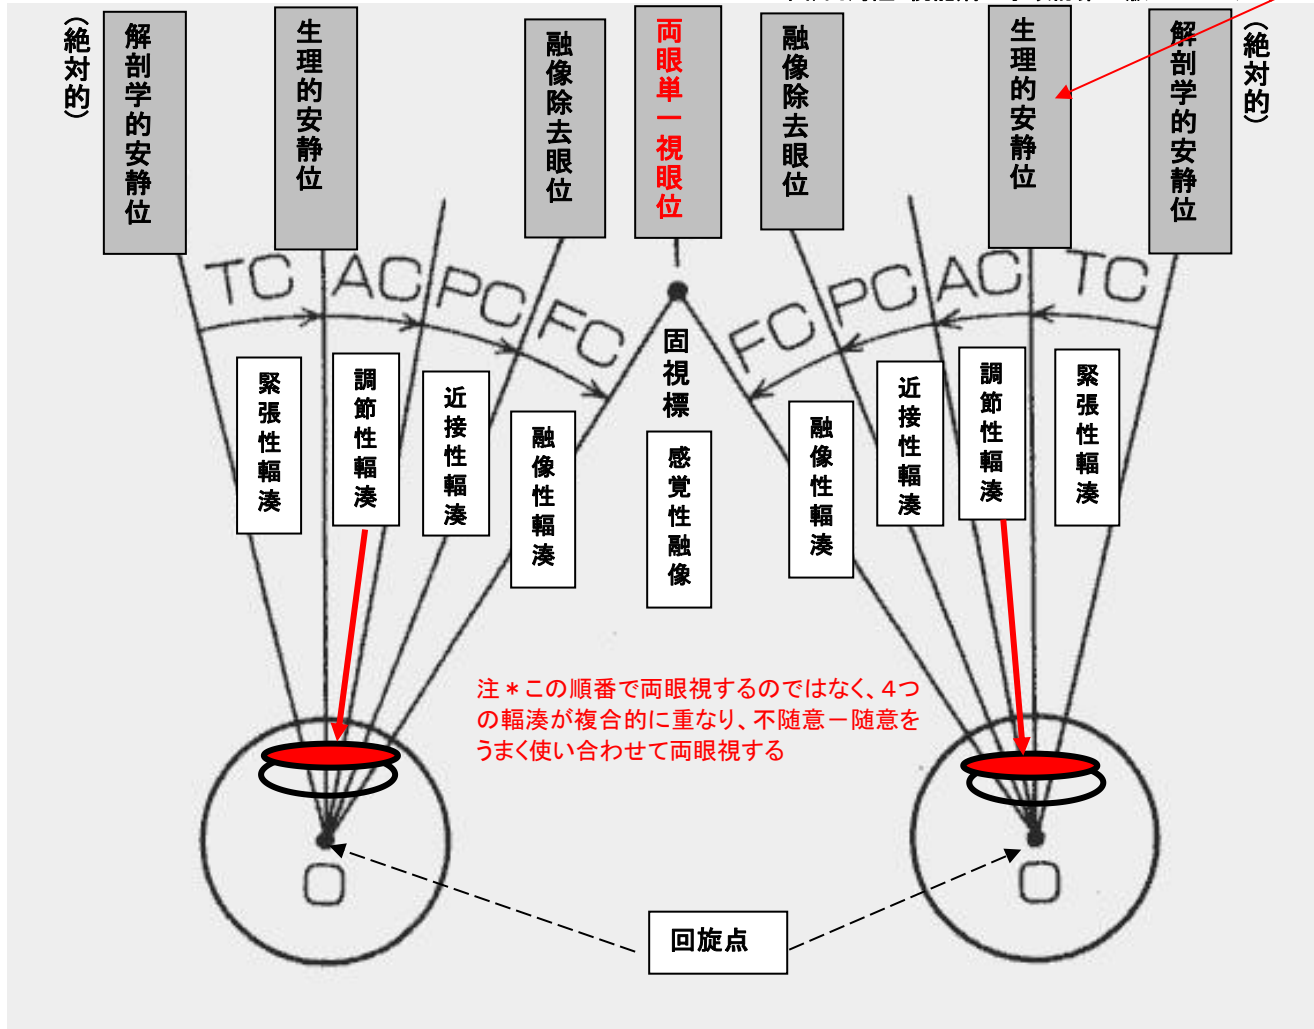 （絶対的）
解剖学的安静位
生理的安静位
融像除去眼位
両眼単一視眼位
融像除去眼位
生理的安静位
解剖学的安静位
（絶対的）
TC
AC
PC
FC
FC
PC
AC
TC
固視標
緊張性輻湊
調節性輻湊
近接性輻湊
融像性輻湊
感覚性融像
融像性輻湊
近接性輻湊
調節性輻湊
緊張性輻湊
注＊この順番で両眼視するのではなく、４つ
の輻湊が複合的に重なり、不随意－随意を
うまく使い合わせて両眼視する
O
O
回旋点